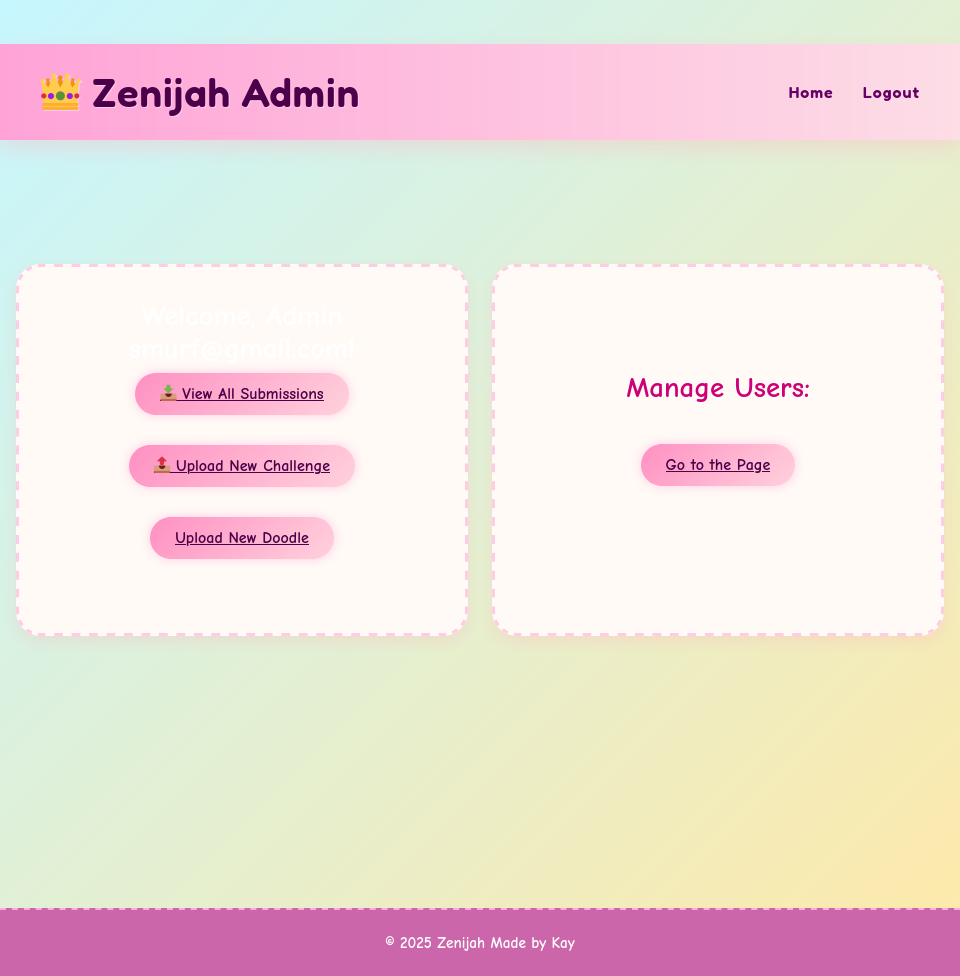 Zenijah Admin
Home
Logout
Welcome, Admin
smurf@gmail.com!
View All Submissions
Upload New Challenge
Upload New Doodle
Manage Users:
Go to the Page
© 2025 Zenijah Made by Kay